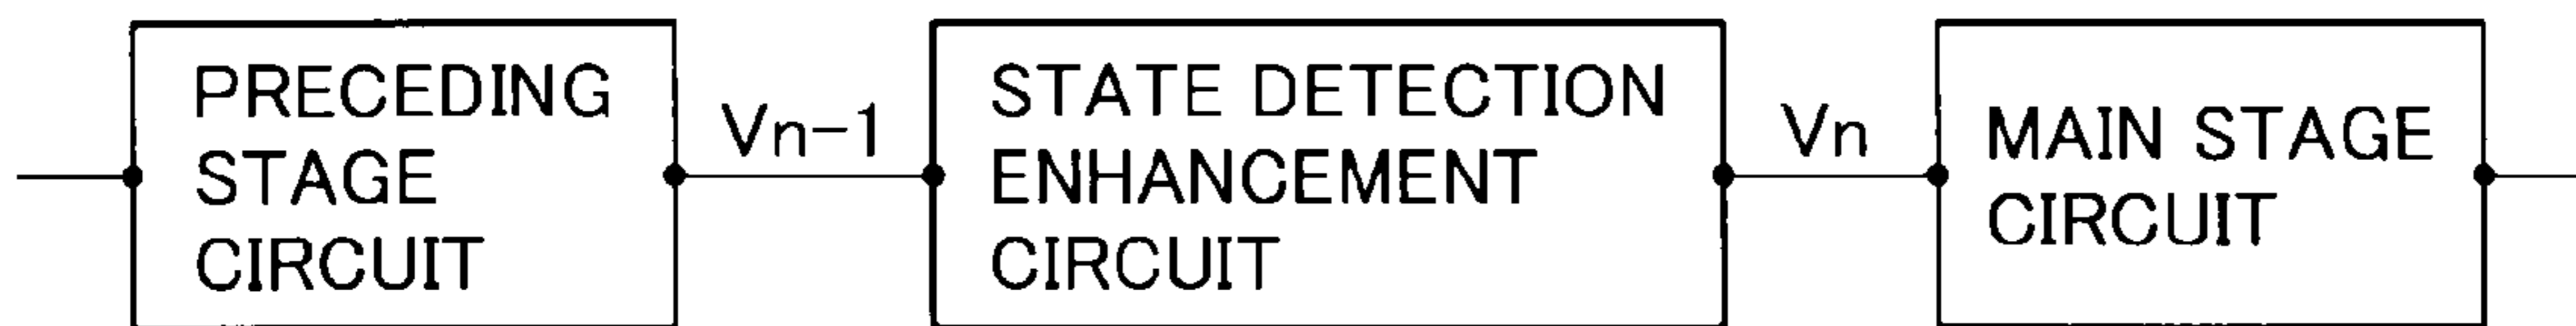 PRECEDING
STAGE
CIRCUIT
Vn-1
STATE DETECTION
ENHANCEMENT
CIRCUIT
Vn
MAIN STAGE
CIRCUIT